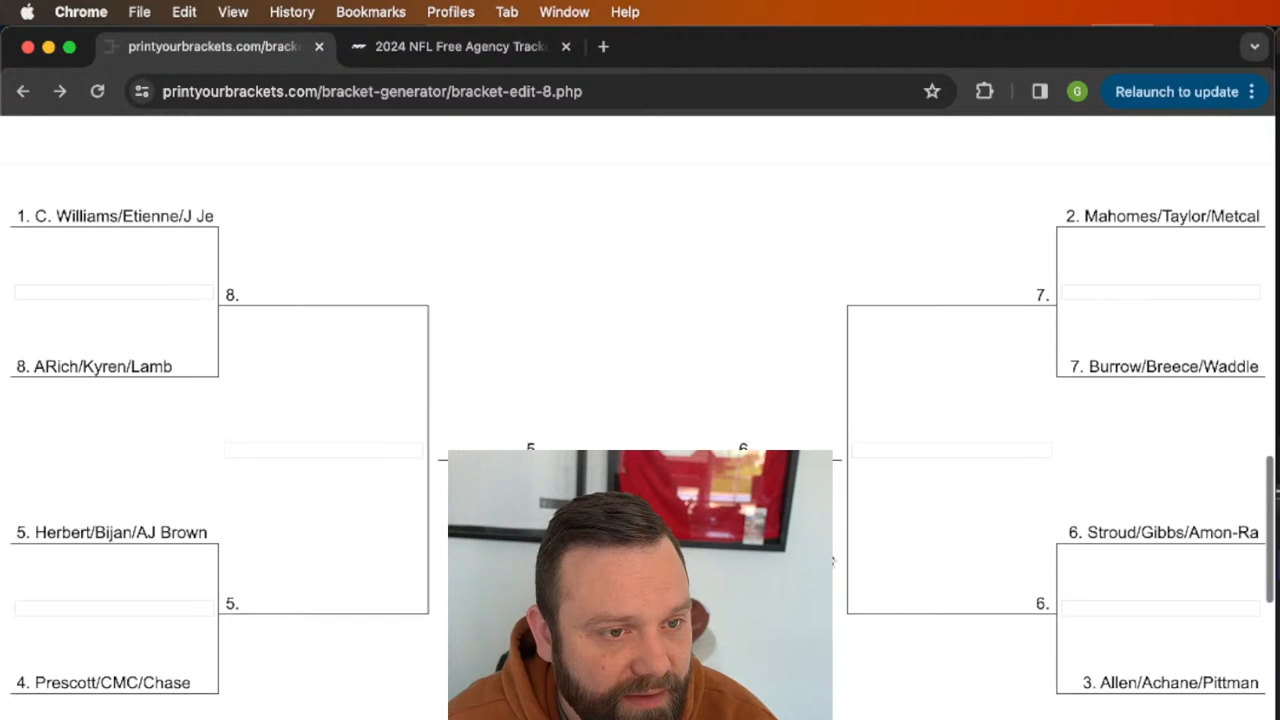 Chrome File Edit View History Bookmarks Profiles Tab Window Help
printyourbrackets.com/brack 2024 NFL Free Agency Track
printyourbrackets.com/bracket-generator/bracket-edit-8.php G Relaunch to update
1. C. Williams/Etienne/J Je
2. Mahomes/Taylor/Metcal
8.
7.
8. ARich/Kyren/Lamb
7. Burrow/Breece/Waddle
5
6
5. Herbert/Bijan/AJ Brown
6. Stroud/Gibbs/Amon-Ra
5.
6.
4. Prescott/CMC/Chase
3. Allen/Achane/Pittman